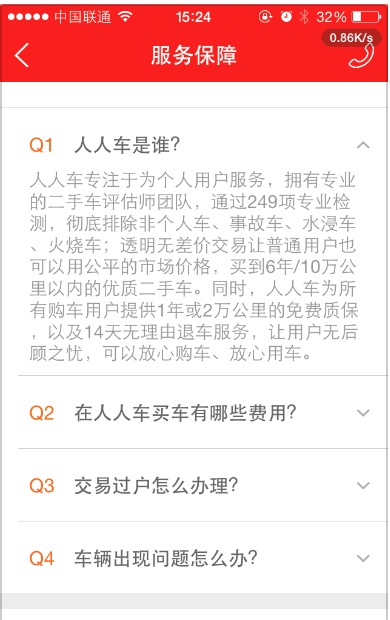 中国联通 15:24 32%
0.86K/s
服务保障
Q1 人人车是谁?
人人车专注于为个人用户服务，拥有专业
的二手车评估师团队，通过249项专业检
测，彻底排除非个人车、事故车、水浸车
、火烧车；透明无差价交易让普通用户也
可以用公平的市场价格，买到6年/10万公
里以内的优质二手车。同时，人人车为所
有购车用户提供1年或2万公里的免费质保
，以及14天无理由退车服务，让用户无后
顾之忧，可以放心购车、放心用车。
Q2 在人人车买车有哪些费用?
Q3 交易过户怎么办理?
Q4 车辆出现问题怎么办?